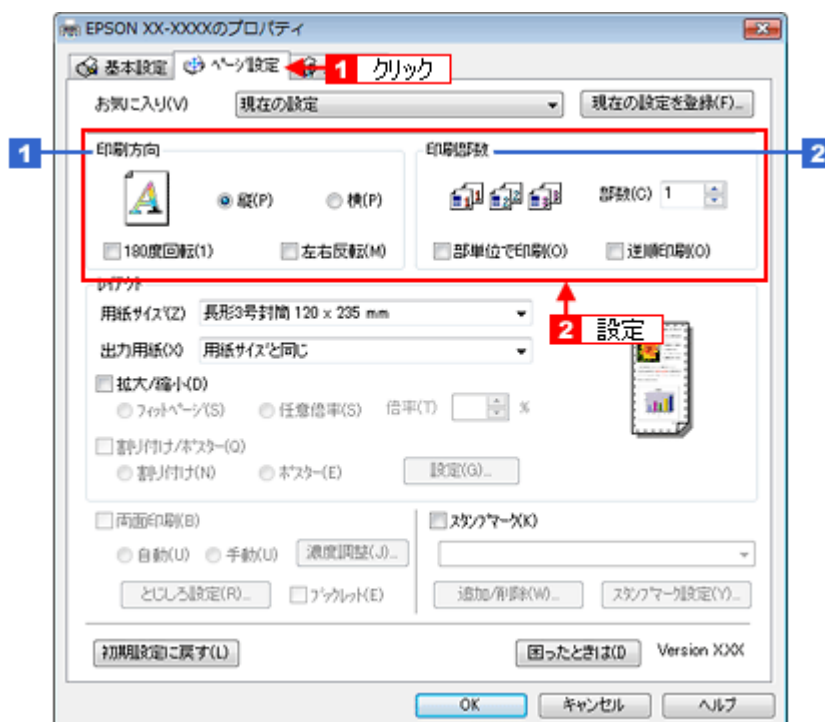 EPSON XX-XXXXのプロパティ
基本設定 ページ設定 1 クリック
お気に入り(V) 現在の設定 現在の設定を登録(F)...
1 印刷方向 印刷部数 2
縦(P) 横(P) 部数(C) 1
180度回転(1) 左右反転(M) 部単位で印刷(O) 逆順印刷(O)
レイアウト
用紙サイズ(Z) 長形3号封筒 120 x 235 mm
2 設定
出力用紙(X) 用紙サイズと同じ
拡大/縮小(D)
フィットページ(S) 任意倍率(S) 倍率(T) %
割り付け/ポスター(Q)
割り付け(N) ポスター(E) 設定(G)...
両面印刷(B) スタンプマーク(K)
自動(U) 手動(U) 濃度調整(J)...
とじしろ設定(R)... ブックレット(E) 追加/削除(W)... スタンプマーク設定(Y)...
初期設定に戻す(L) 困ったときは(I) Version XXX
OK キャンセル ヘルプ